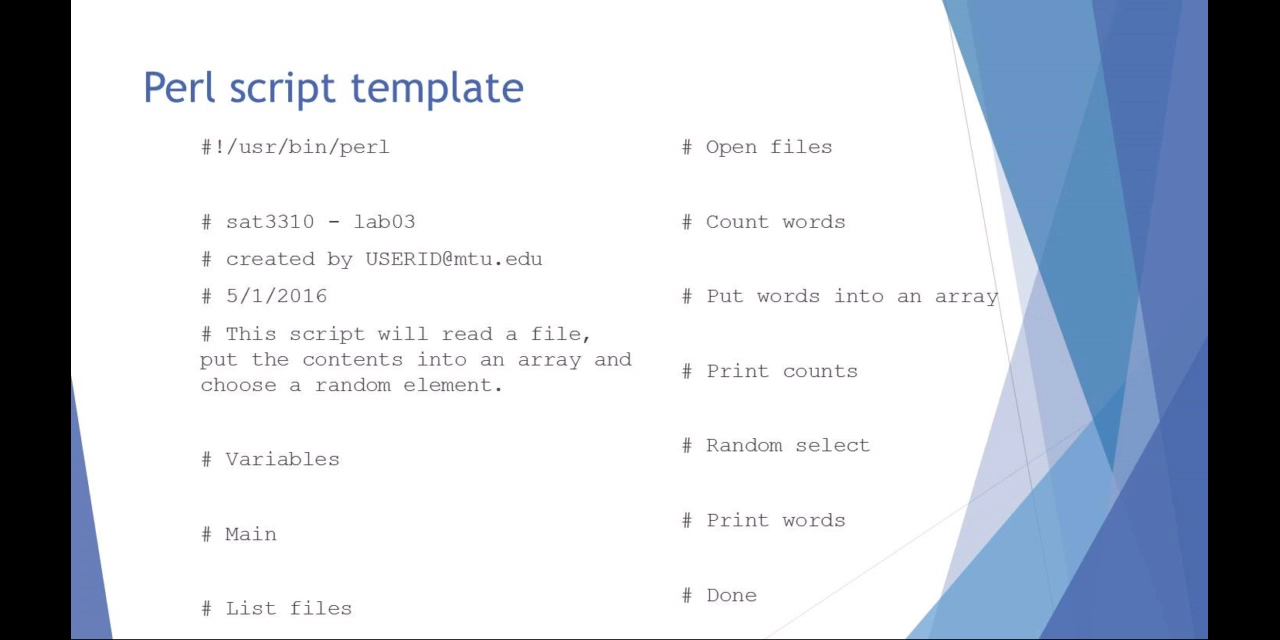 Perl script template
#!/usr/bin/perl
# sat3310 - lab03
# created by USERID@mtu.edu
# 5/1/2016
# This script will read a file,
put the contents into an array and
choose a random element.
# Variables
# Main
# List files
# Open files
# Count words
# Put words into an array
# Print counts
# Random select
# Print words
# Done